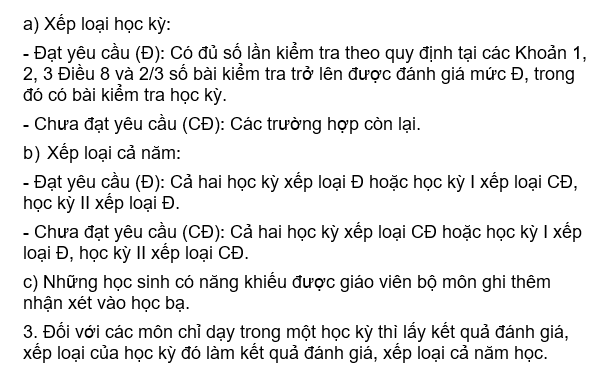 a) Xếp loại học kỳ:
- Đạt yêu cầu (Đ): Có đủ số lần kiểm tra theo quy định tại các Khoản 1,
2, 3 Điều 8 và 2/3 số bài kiểm tra trở lên được đánh giá mức Đ, trong
đó có bài kiểm tra học kỳ.
- Chưa đạt yêu cầu (CĐ): Các trường hợp còn lại.
b) Xếp loại cả năm:
- Đạt yêu cầu (Đ): Cả hai học kỳ xếp loại Đ hoặc học kỳ I xếp loại CĐ,
học kỳ II xếp loại Đ.
- Chưa đạt yêu cầu (CĐ): Cả hai học kỳ xếp loại CĐ hoặc học kỳ I xếp
loại Đ, học kỳ II xếp loại CĐ.
c) Những học sinh có năng khiếu được giáo viên bộ môn ghi thêm
nhận xét vào học bạ.
3. Đối với các môn chỉ dạy trong một học kỳ thì lấy kết quả đánh giá,
xếp loại của học kỳ đó làm kết quả đánh giá, xếp loại cả năm học.